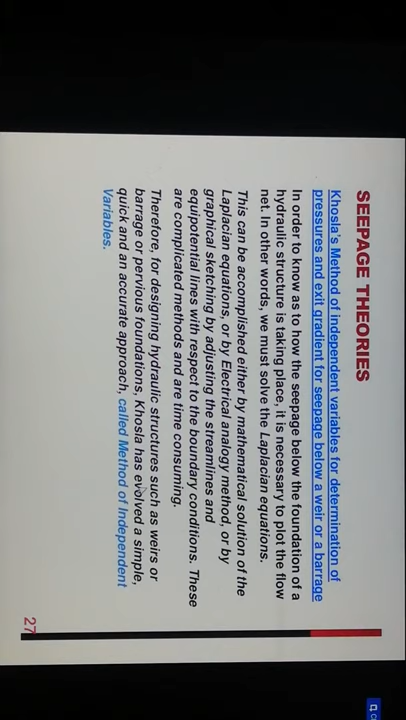 SEEPAGE THEORIES
Khosla's Method of independent variables for determination of
pressures and exit gradient for seepage below a weir or a barrage
In order to know as to how the seepage below the foundation of a
hydraulic structure is taking place, it is necessary to plot the flow
net. In other words, we must solve the Laplacian equations.
This can be accomplished either by mathematical solution of the
Laplacian equations, or by Electrical analogy method, or by
graphical sketching by adjusting the streamlines and
equipotential lines with respect to the boundary conditions. These
are complicated methods and are time consuming.
Therefore, for designing hydraulic structures such as weirs or
barrage or pervious foundations, Khosla has evolved a simple,
quick and an accurate approach, called Method of Independent
Variables.
27